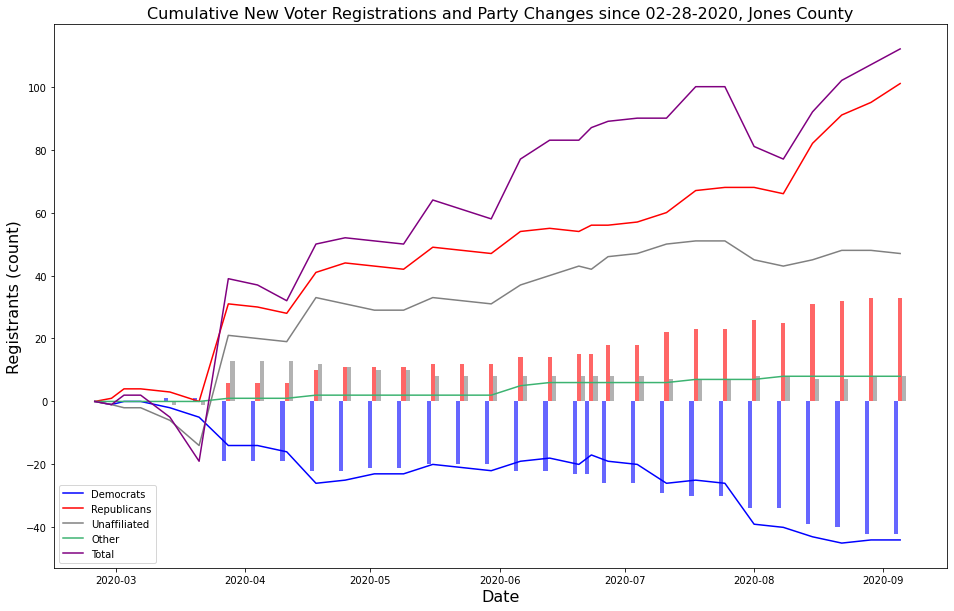 Cumulative New Voter Registrations and Party Changes since 02-28-2020, Jones County
Registrants (count)
100
80
60
40
20
0
−20
−40
Democrats
Republicans
Unaffiliated
Other
Total
2020-03 2020-04 2020-05 2020-06 2020-07 2020-08 2020-09
Date